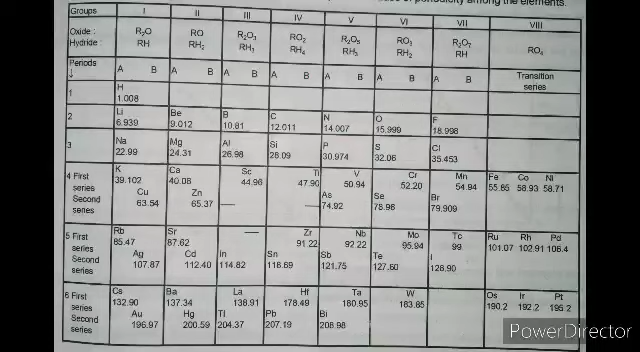 of periodicity among the elements.
Groups I II III IV V VI VII VIII
Oxide : R₂O RO R₂O₃ RO₂ R₂O₅ RO₃ R₂O₇ RO₄
Hydride : RH RH₂ RH₃ RH₄ RH₃ RH₂ RH
Periods ↓ A B A B A B A B A B A B A B Transition series
1 H
1.008
2 Li Be B C N O F
6.939 9.012 10.81 12.011 14.007 15.999 18.998
3 Na Mg Al Si P S Cl
22.99 24.31 26.98 28.09 30.974 32.06 35.453
4 First series K Ca Sc Ti V Cr Mn Fe Co Ni
39.102 40.08 44.96 47.90 50.94 52.20 54.94 55.85 58.93 58.71
Second series Cu Zn — — As Se Br
63.54 65.37 74.92 78.96 79.909
5 First series Rb Sr — Zr Nb Mo Tc Ru Rh Pd
85.47 87.62 91.22 92.22 95.94 99 101.07 102.91 106.4
Second series Ag Cd In Sn Sb Te I
107.87 112.40 114.82 118.69 121.75 127.60 126.90
6 First series Cs Ba La Hf Ta W Os Ir Pt
132.90 137.34 138.91 178.49 180.95 183.85 190.2 192.2 195.2
Second series Au Hg Tl Pb Bi
196.97 200.59 204.37 207.19 208.98
PowerDirector